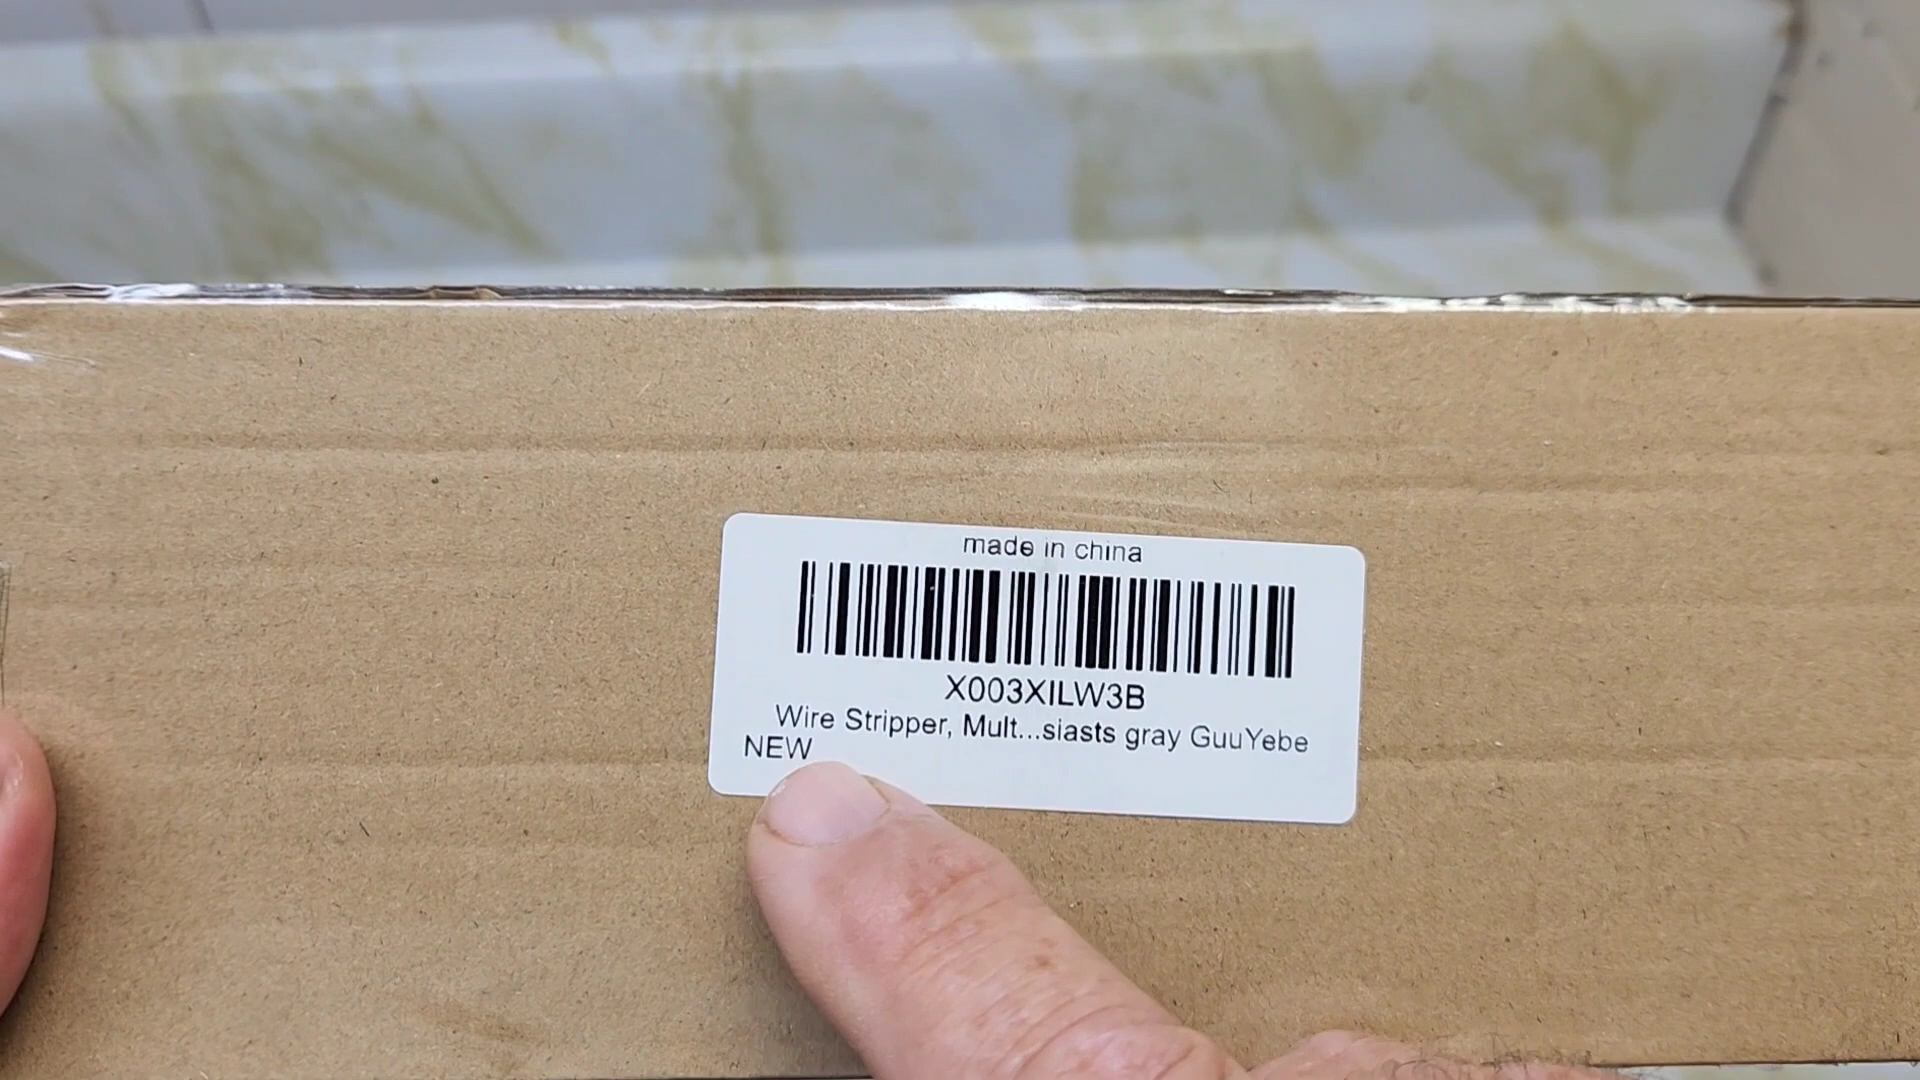 made in china
X003XILW3B
Wire Stripper, Mult...siasts gray GuuYebe
NEW